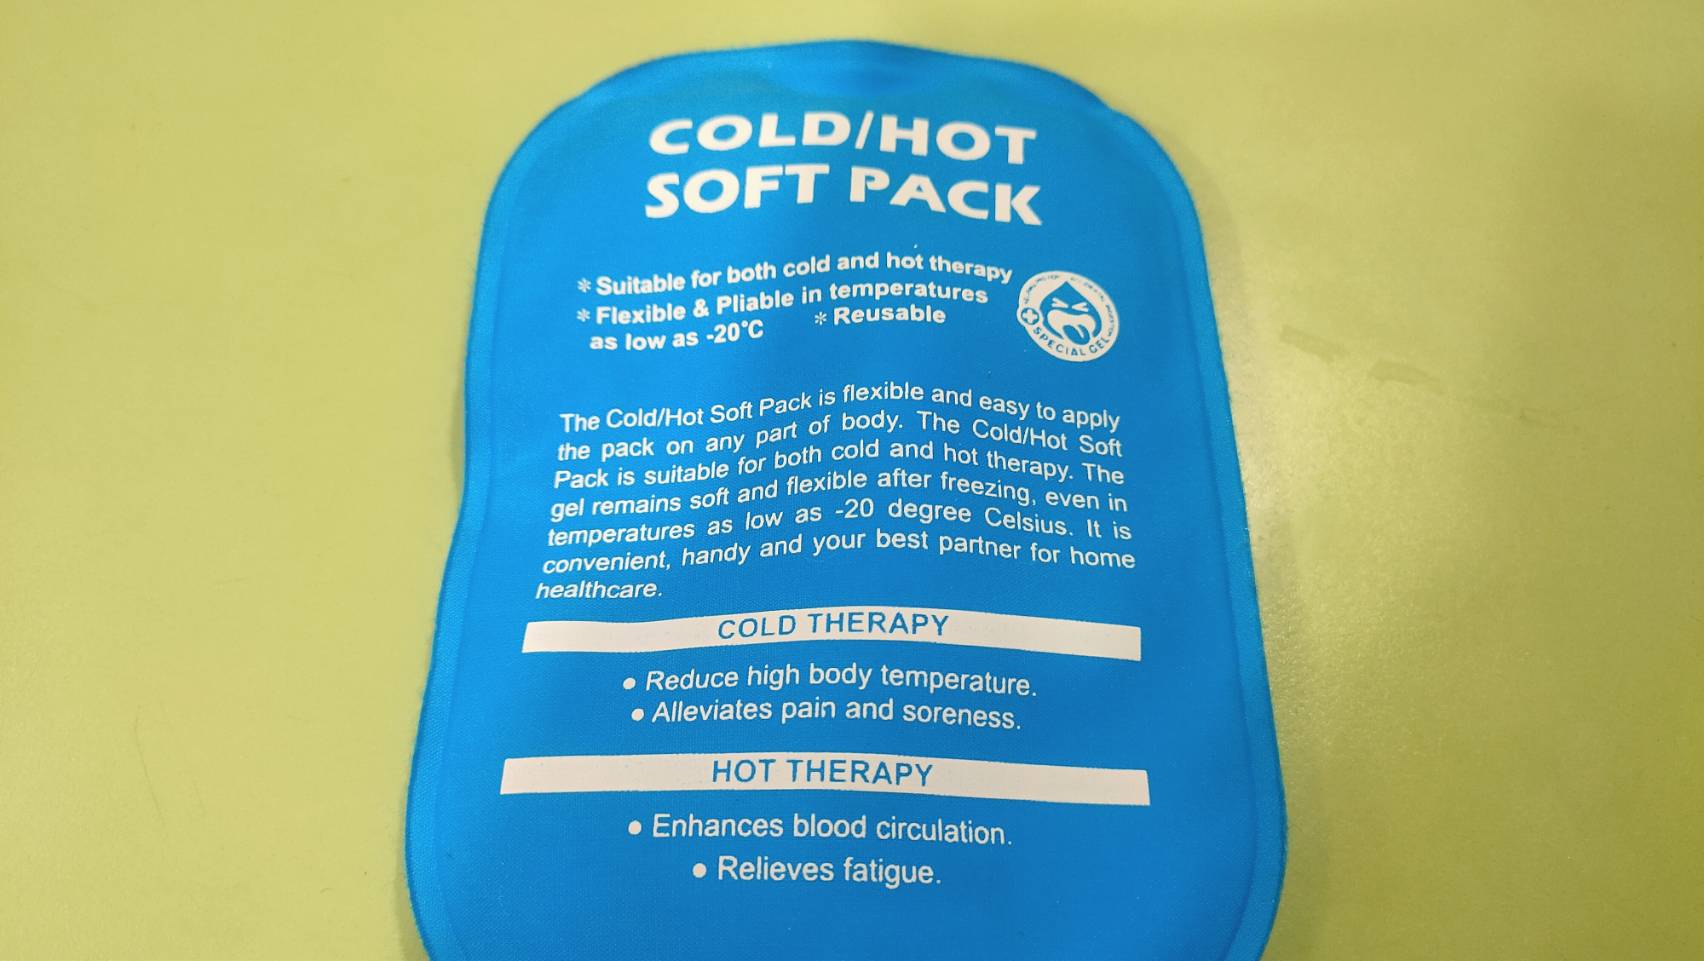 COLD/HOT
SOFT PACK
* Suitable for both cold and hot therapy
* Flexible & Pliable in temperatures
as low as -20°C * Reusable
SPECIAL GEL
The Cold/Hot Soft Pack is flexible and easy to apply
the pack on any part of body. The Cold/Hot Soft
Pack is suitable for both cold and hot therapy. The
gel remains soft and flexible after freezing, even in
temperatures as low as -20 degree Celsius. It is
convenient, handy and your best partner for home
healthcare.
COLD THERAPY
● Reduce high body temperature.
● Alleviates pain and soreness.
HOT THERAPY
● Enhances blood circulation.
● Relieves fatigue.